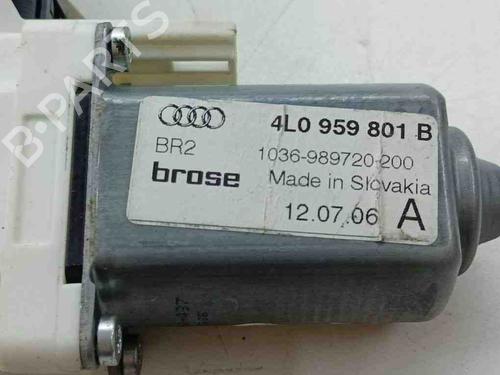 B-PARTS
4L0 959 801 B
BR2 1036-989720-200
brose Made in Slovakia
12.07.06 A